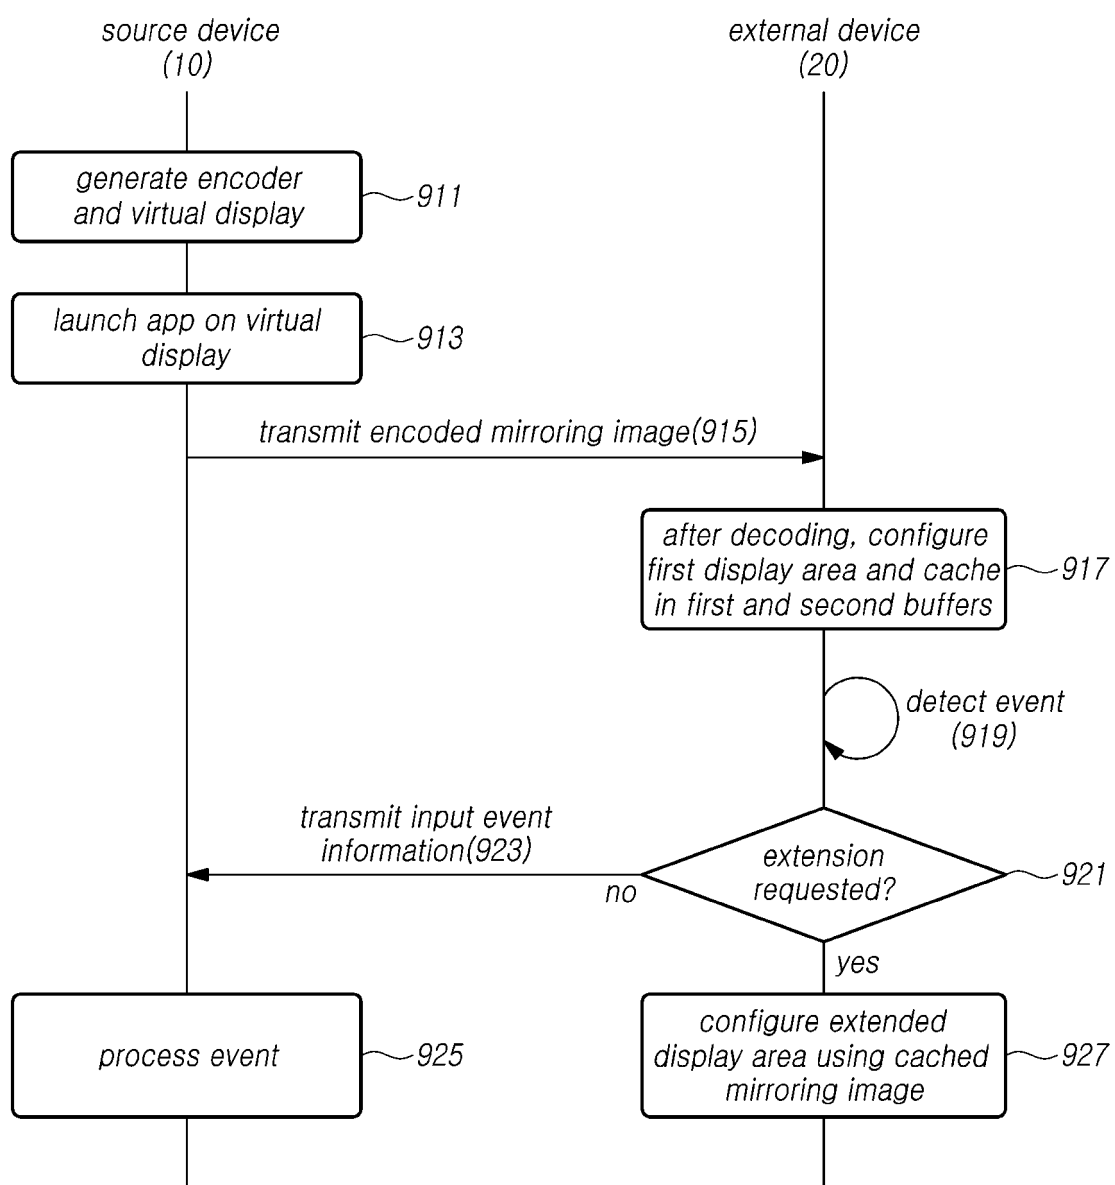 source device
(10)
external device
(20)
generate encoder
and virtual display
911
launch app on virtual
display
913
transmit encoded mirroring image(915)
after decoding, configure
first display area and cache
in first and second buffers
917
detect event
(919)
transmit input event
information(923)
extension
requested?
921
no
yes
process event
925
configure extended
display area using cached
mirroring image
927